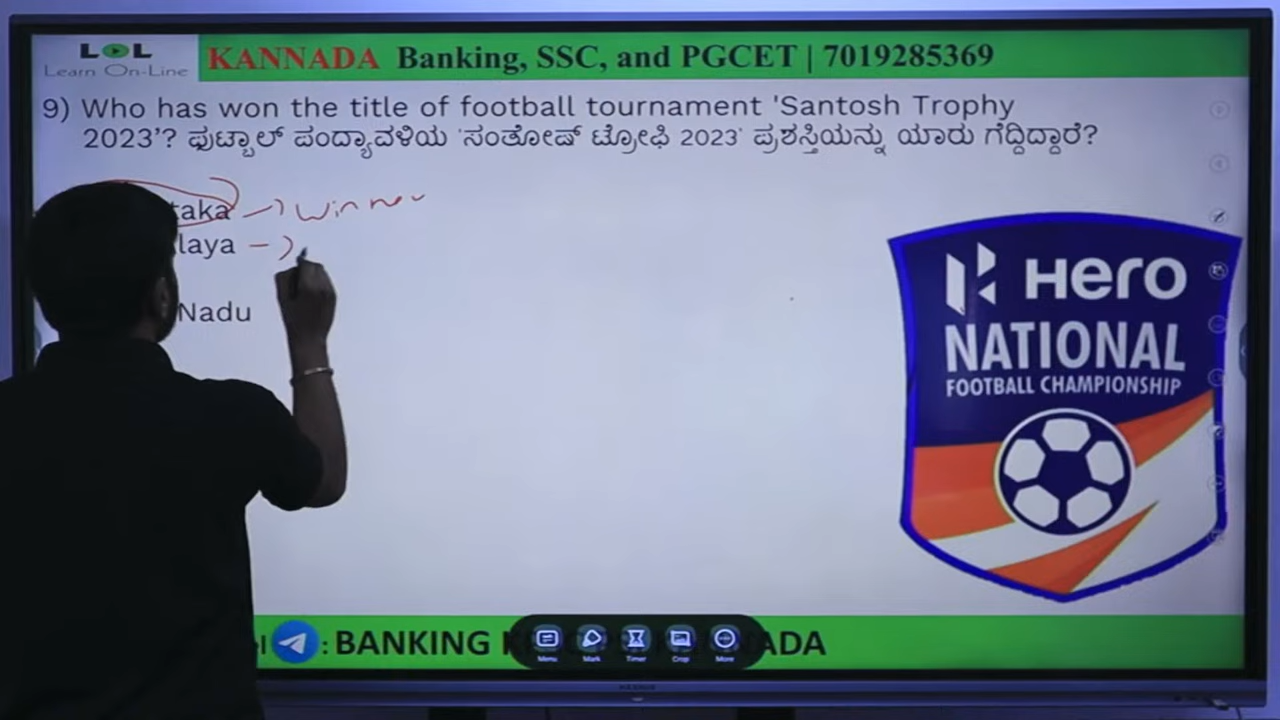 LOL
Learn On-Line
KANNADA Banking, SSC, and PGCET | 7019285369
9) Who has won the title of football tournament 'Santosh Trophy
2023'? ಫುಟ್ಬಾಲ್ ಪಂದ್ಯಾವಳಿಯ 'ಸಂತೋಷ್ ಟ್ರೋಫಿ 2023' ಪ್ರಶಸ್ತಿಯನ್ನು ಯಾರು ಗೆದ್ದಿದ್ದಾರೆ?
taka → winner
laya →
Nadu
Hero
NATIONAL
FOOTBALL CHAMPIONSHIP
el : BANKING K ADA
Menu Mark Timer Crop More